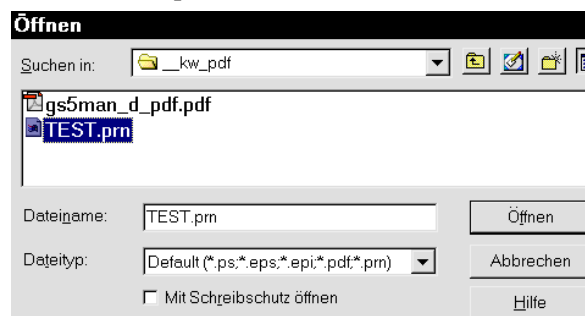 Öffnen
Suchen in: __kw_pdf
gs5man_d_pdf.pdf
TEST.prn
Dateiname: TEST.prn Öffnen
Dateityp: Default (*.ps;*.eps;*.epi;*.pdf;*.prn) Abbrechen
Mit Schreibschutz öffnen Hilfe